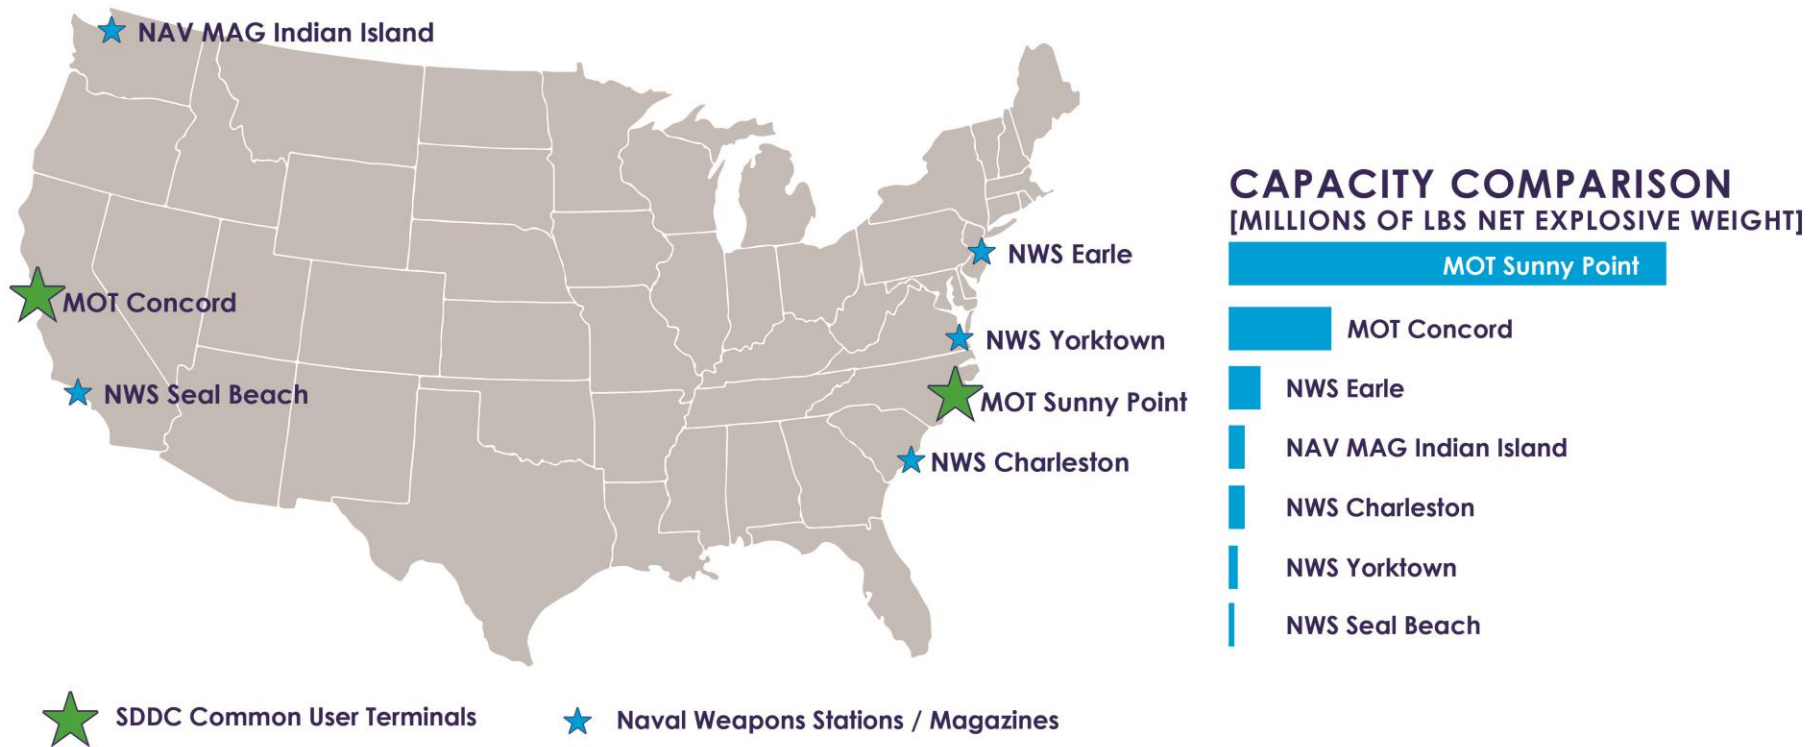 NAV MAG Indian Island
NWS Earle
MOT Concord
NWS Yorktown
NWS Seal Beach
MOT Sunny Point
NWS Charleston
SDDC Common User Terminals
Naval Weapons Stations / Magazines
CAPACITY COMPARISON
[MILLIONS OF LBS NET EXPLOSIVE WEIGHT]
MOT Sunny Point
MOT Concord
NWS Earle
NAV MAG Indian Island
NWS Charleston
NWS Yorktown
NWS Seal Beach